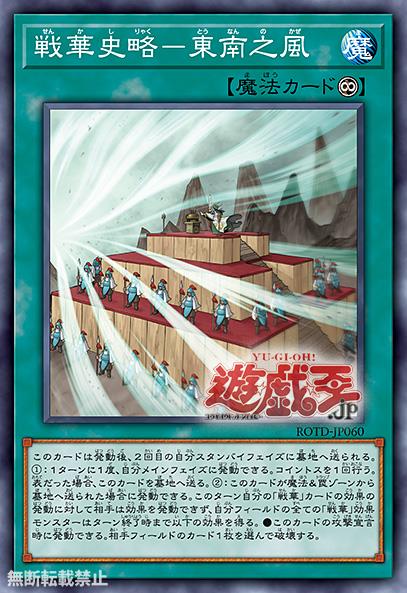 戦華史略－東南之風
魔
【魔法カード】
YU-GI-OH!
遊戯王
.jp
ROTD-JP060
このカードは発動後、2回目の自分スタンバイフェイズに墓地へ送られる。
①：1ターンに1度、自分メインフェイズに発動できる。コイントスを1回行う。
表だった場合、このカードを墓地へ送る。②：このカードが魔法＆罠ゾーンから
墓地へ送られた場合に発動できる。このターン自分の「戦華」カードの効果の
発動に対して相手は効果を発動できず、自分フィールドの全ての「戦華」効果
モンスターはターン終了時まで以下の効果を得る。●このカードの攻撃宣言
時に発動できる。相手フィールドのカード1枚を選んで破壊する。
無断転載禁止